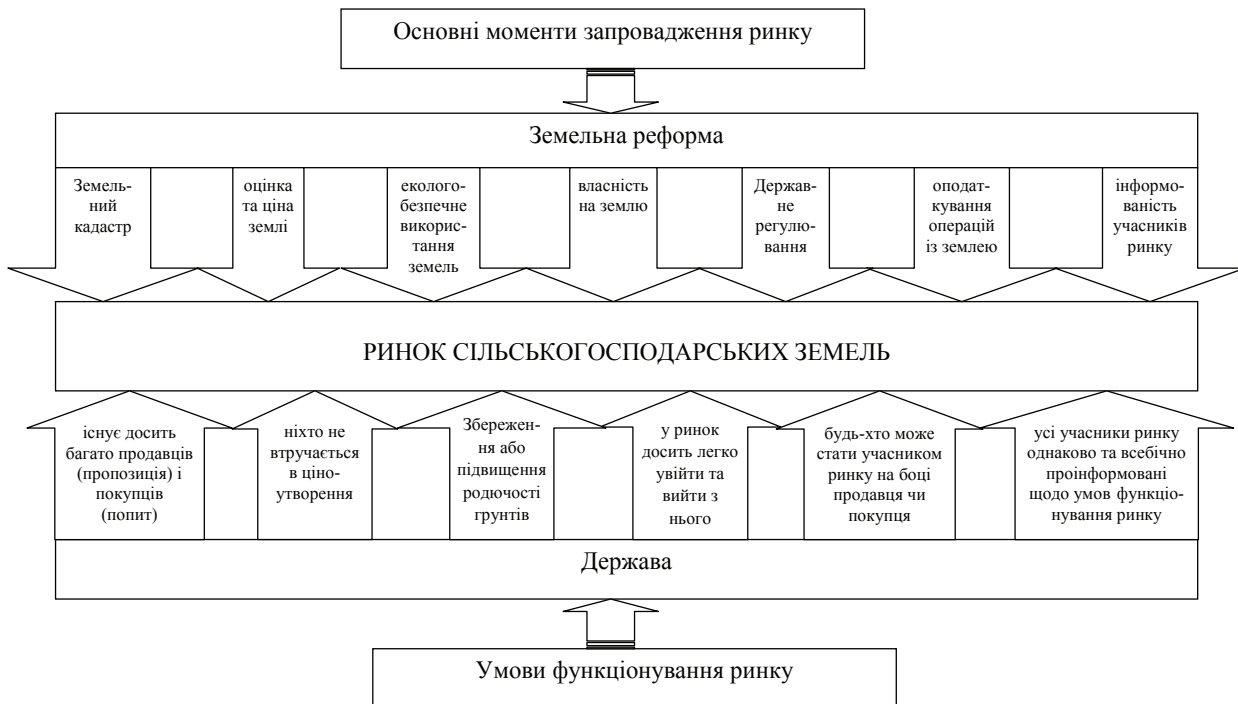 Основні моменти запровадження ринку
Земельна реформа
Земель-
ний
кадастр
оцінка
та ціна
землі
еколого-
безпечне
викорис-
тання
земель
власність
на землю
Держав-
не
регулю-
вання
оподат-
кування
операцій
із землею
інформо-
ваність
учасників
ринку
РИНОК СІЛЬСЬКОГОСПОДАРСЬКИХ ЗЕМЕЛЬ
існує досить
багато продавців
(пропозиція) і
покупців
(попит)
ніхто не
втручається
в ціно-
утворення
Збережен-
ня або
підвищення
родючості
грунтів
у ринок
досить легко
увійти та
вийти з
нього
будь-хто може
стати учасником
ринку на боці
продавця чи
покупця
усі учасники ринку
однаково та всебічно
проінформовані
щодо умов функціо-
нування ринку
Держава
Умови функціонування ринку